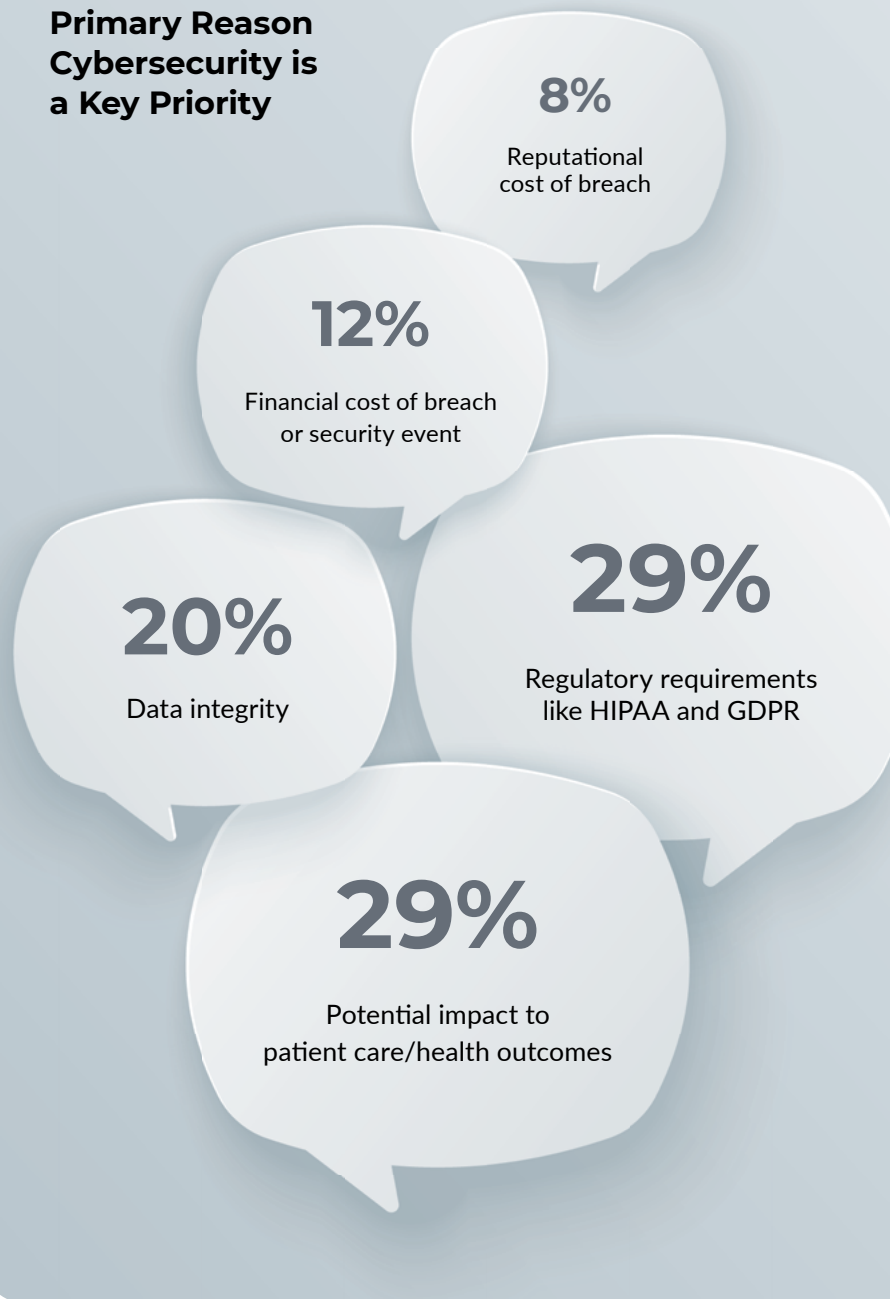 Primary Reason
Cybersecurity is
a Key Priority
8%
Reputational
cost of breach
12%
Financial cost of breach
or security event
29%
Regulatory requirements
like HIPAA and GDPR
20%
Data integrity
29%
Potential impact to
patient care/health outcomes